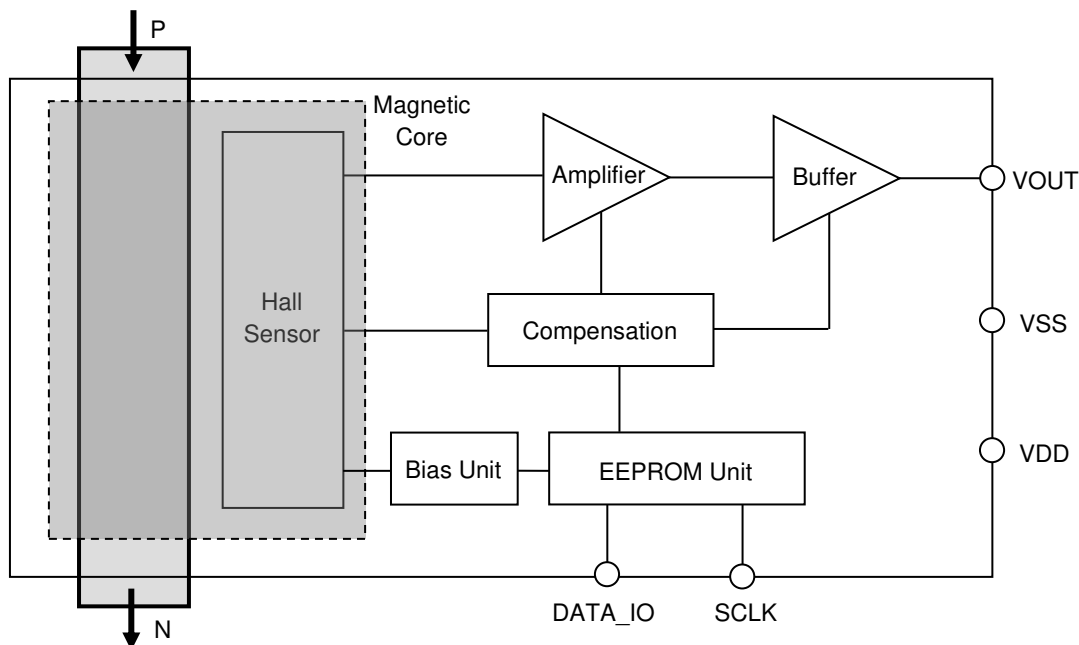 P
Magnetic
Core
Amplifier
Buffer
VOUT
Hall
Sensor
Compensation
VSS
Bias Unit
EEPROM Unit
VDD
DATA_IO
SCLK
N